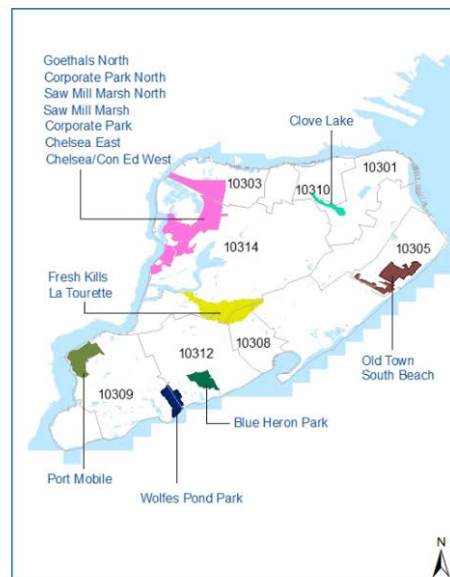 Goethals North
Corporate Park North
Saw Mill Marsh North
Saw Mill Marsh
Corporate Park
Chelsea East
Chelsea/Con Ed West
Clove Lake
10301
10303
10310
10314
10305
Fresh Kills
La Tourette
10308
10312
Old Town
South Beach
10309
Blue Heron Park
Port Mobile
Wolfes Pond Park
N